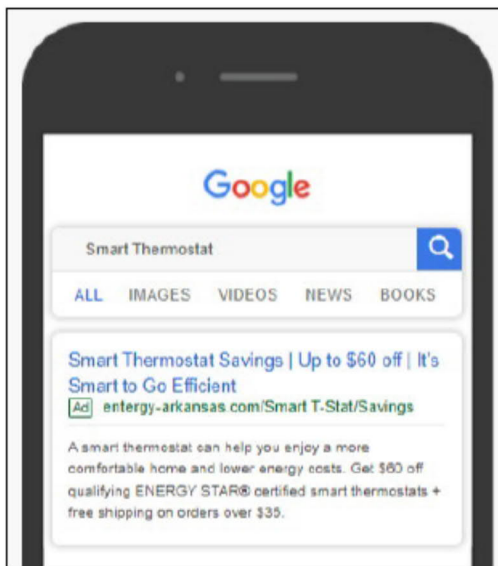 Google
Smart Thermostat
ALL IMAGES VIDEOS NEWS BOOKS
Smart Thermostat Savings | Up to $60 off | It's
Smart to Go Efficient
Ad entergy-arkansas.com/Smart T-Stat/Savings
A smart thermostat can help you enjoy a more
comfortable home and lower energy costs. Get $60 off
qualifying ENERGY STAR® certified smart thermostats +
free shipping on orders over $35.